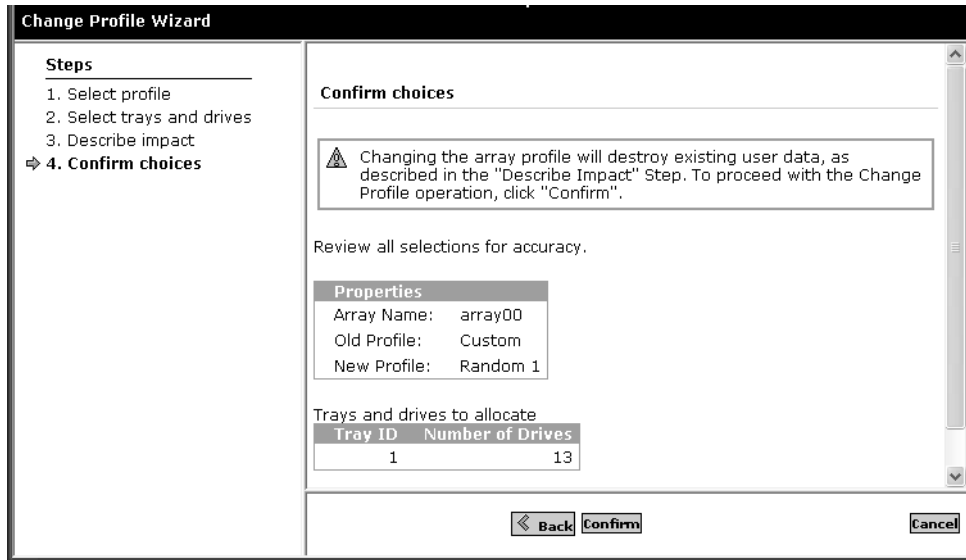 Change Profile Wizard
Steps
1. Select profile
2. Select trays and drives
3. Describe impact
4. Confirm choices
Confirm choices
Changing the array profile will destroy existing user data, as
described in the "Describe Impact" Step. To proceed with the Change
Profile operation, click "Confirm".
Review all selections for accuracy.
Properties
Array Name: array00
Old Profile: Custom
New Profile: Random 1
Trays and drives to allocate
Tray ID Number of Drives
1 13
Back Confirm Cancel